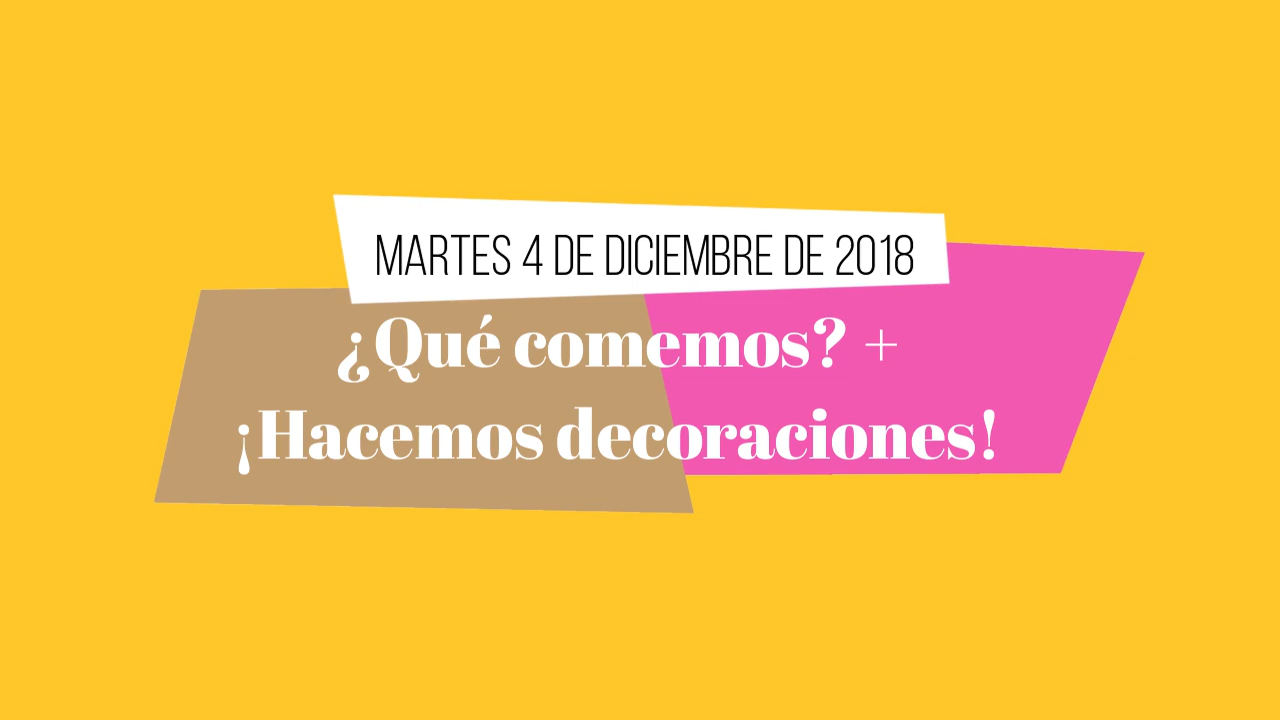 MARTES 4 DE DICIEMBRE DE 2018
¿Qué comemos? +
¡Hacemos decoraciones!